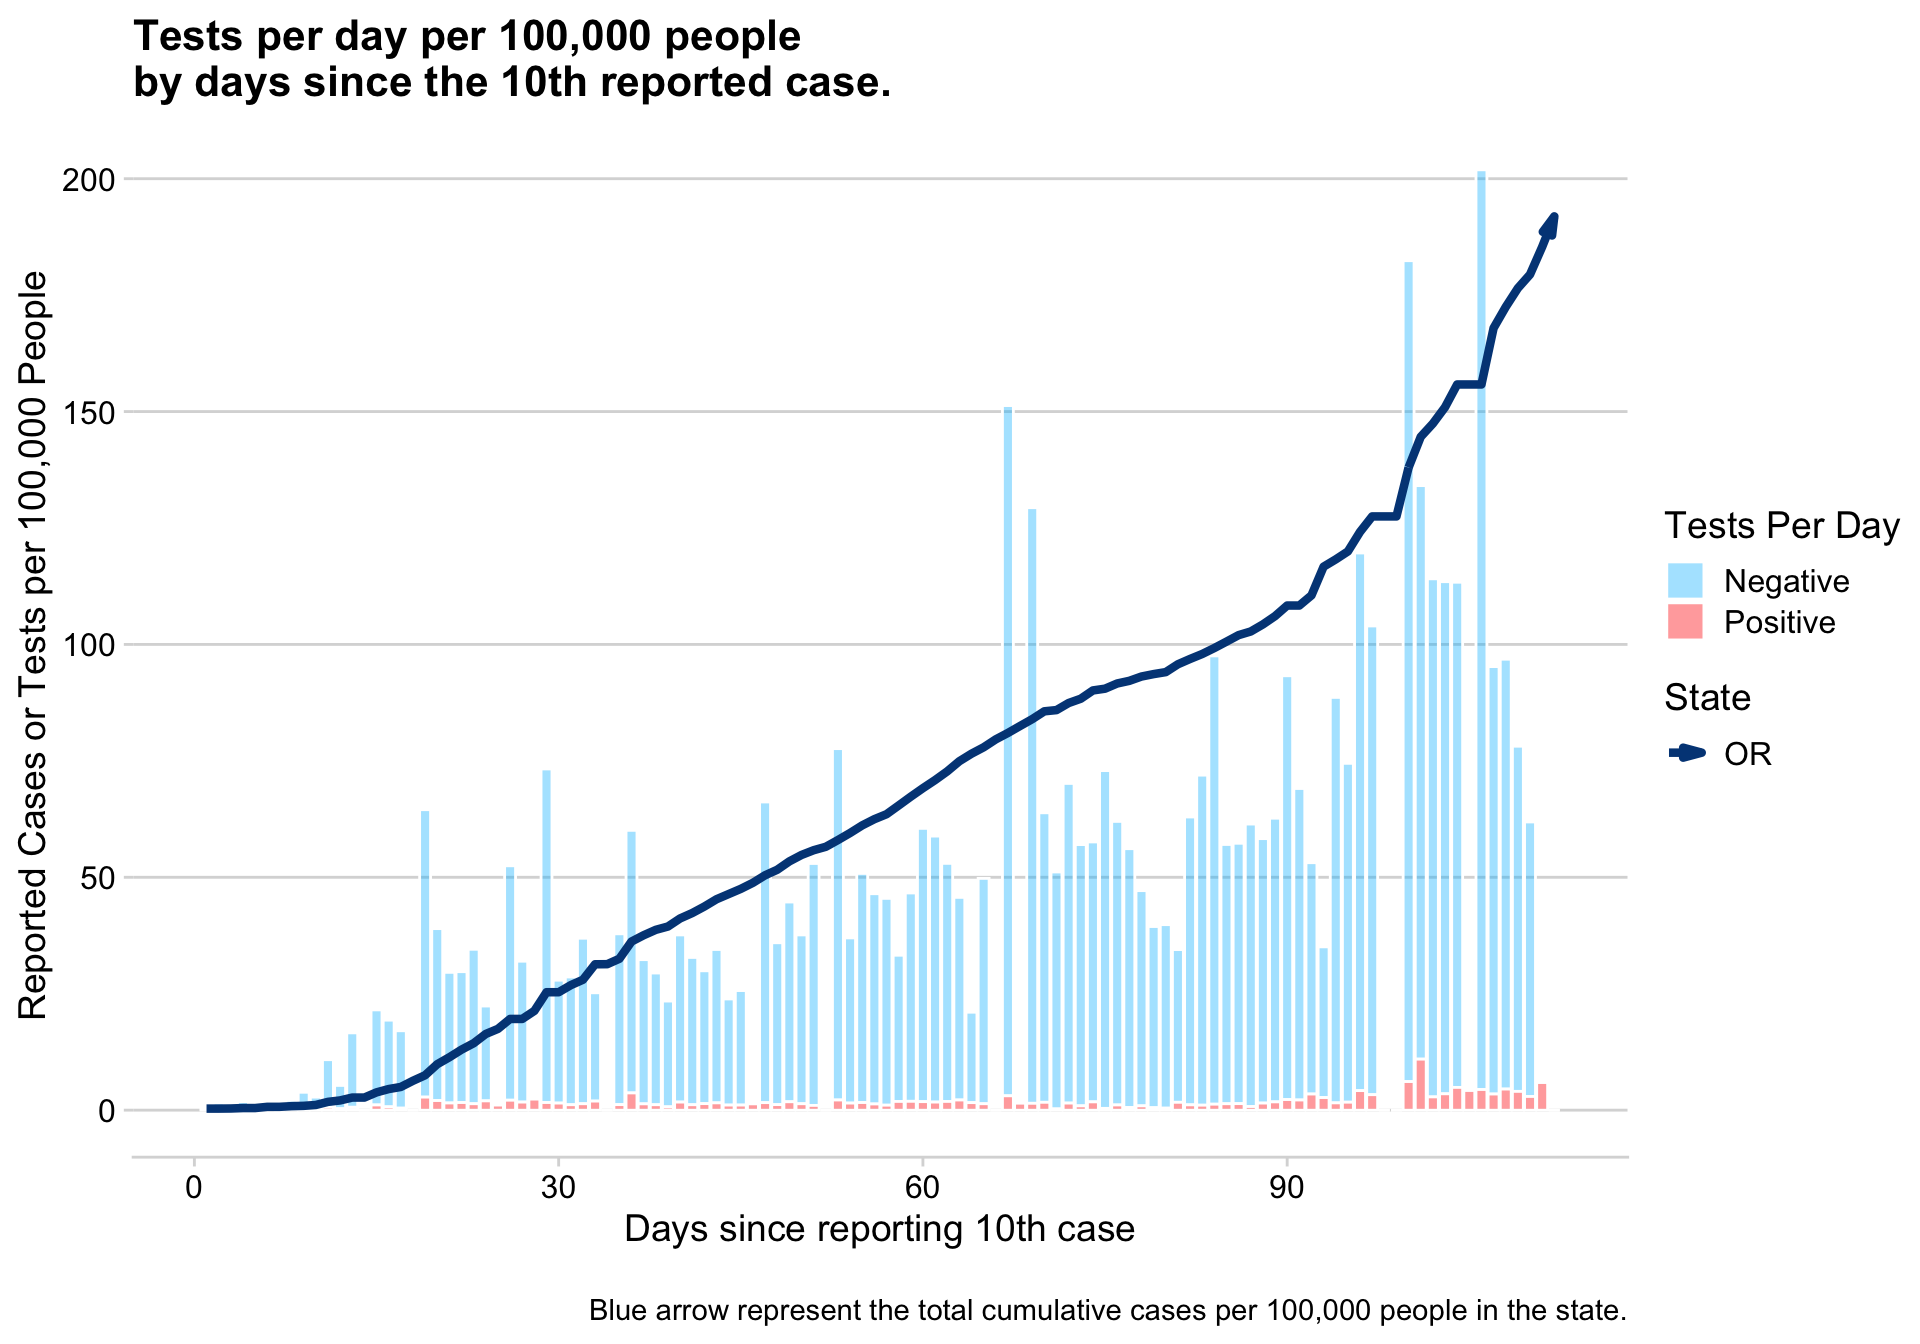 Tests per day per 100,000 people
by days since the 10th reported case.
Reported Cases or Tests per 100,000 People
200
150
100
50
0
0 30 60 90
Days since reporting 10th case
Tests Per Day
Negative
Positive
State
OR
Blue arrow represent the total cumulative cases per 100,000 people in the state.